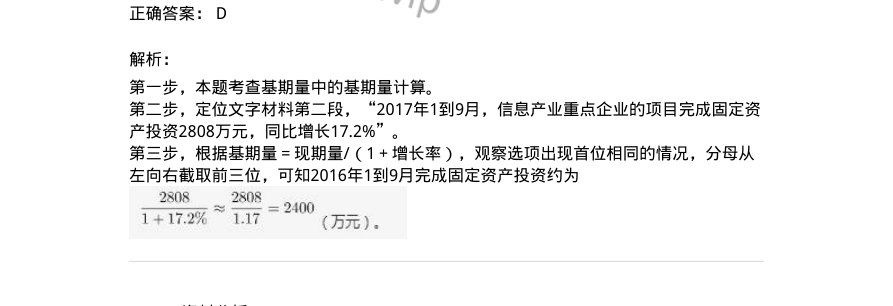 正确答案： D
解析：
第一步，本题考查基期量中的基期量计算。
第二步，定位文字材料第二段，“2017年1到9月，信息产业重点企业的项目完成固定资
产投资2808万元，同比增长17.2%”。
第三步，根据基期量＝现期量/（1＋增长率），观察选项出现首位相同的情况，分母从
左向右截取前三位，可知2016年1到9月完成固定资产投资约为
2808/(1+17.2%) ≈ 2808/1.17 = 2400（万元）。